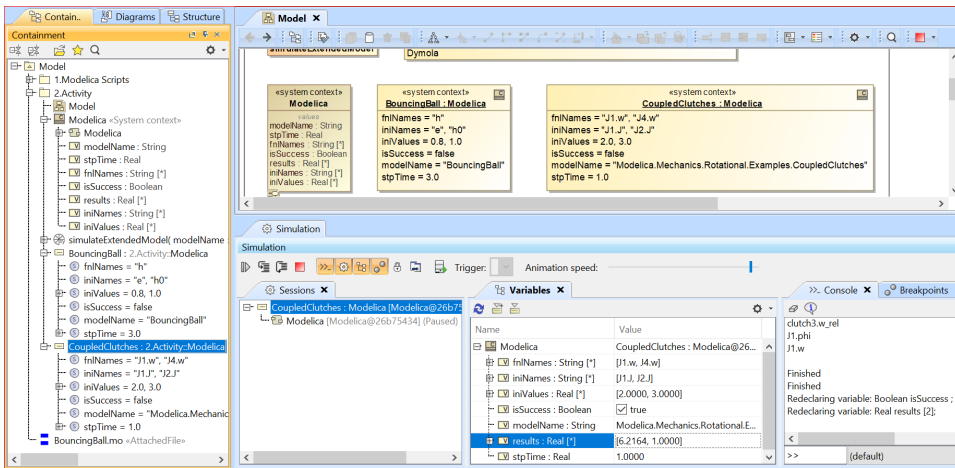 Contain..
Diagrams
Structure
Containment
Model
1.Modelica Scripts
2.Activity
Model
Modelica «System context»
Modelica
modelName : String
stpTime : Real
fnlNames : String [*]
isSuccess : Boolean
results : Real [*]
iniNames : String [*]
iniValues : Real [*]
simulateExtendedModel( modelName :
BouncingBall : 2.Activity::Modelica
fnlNames = "h"
iniNames = "e", "h0"
iniValues = 0.8, 1.0
isSuccess = false
modelName = "BouncingBall"
stpTime = 3.0
CoupledClutches : 2.Activity::Modelica
fnlNames = "J1.w", "J4.w"
iniNames = "J1.J", "J2.J"
iniValues = 2.0, 3.0
isSuccess = false
modelName = "Modelica.Mechanic
stpTime = 1.0
BouncingBall.mo «AttachedFile»
Model
simulateExtendedModel
Dymola
«system context»
Modelica
values
modelName : String
stpTime : Real
fnlNames : String [*]
isSuccess : Boolean
results : Real [*]
iniNames : String [*]
iniValues : Real [*]
«system context»
BouncingBall : Modelica
fnlNames = "h"
iniNames = "e", "h0"
iniValues = 0.8, 1.0
isSuccess = false
modelName = "BouncingBall"
stpTime = 3.0
«system context»
CoupledClutches : Modelica
fnlNames = "J1.w", "J4.w"
iniNames = "J1.J", "J2.J"
iniValues = 2.0, 3.0
isSuccess = false
modelName = "Modelica.Mechanics.Rotational.Examples.CoupledClutches"
stpTime = 1.0
Simulation
Simulation
Trigger:
Animation speed:
Sessions
CoupledClutches : Modelica [Modelica@26b75
Modelica [Modelica@26b75434] (Paused)
Variables
Name Value
Modelica CoupledClutches : Modelica@26...
fnlNames : String [*] [J1.w, J4.w]
iniNames : String [*] [J1.J, J2.J]
iniValues : Real [*] [2.0000, 3.0000]
isSuccess : Boolean true
modelName : String Modelica.Mechanics.Rotational.E...
results : Real [*] [6.2164, 1.0000]
stpTime : Real 1.0000
Console
Breakpoints
clutch3.w_rel
J1.phi
J1.w
Finished
Finished
Redeclaring variable: Boolean isSuccess ;
Redeclaring variable: Real results [2];
>> (default)